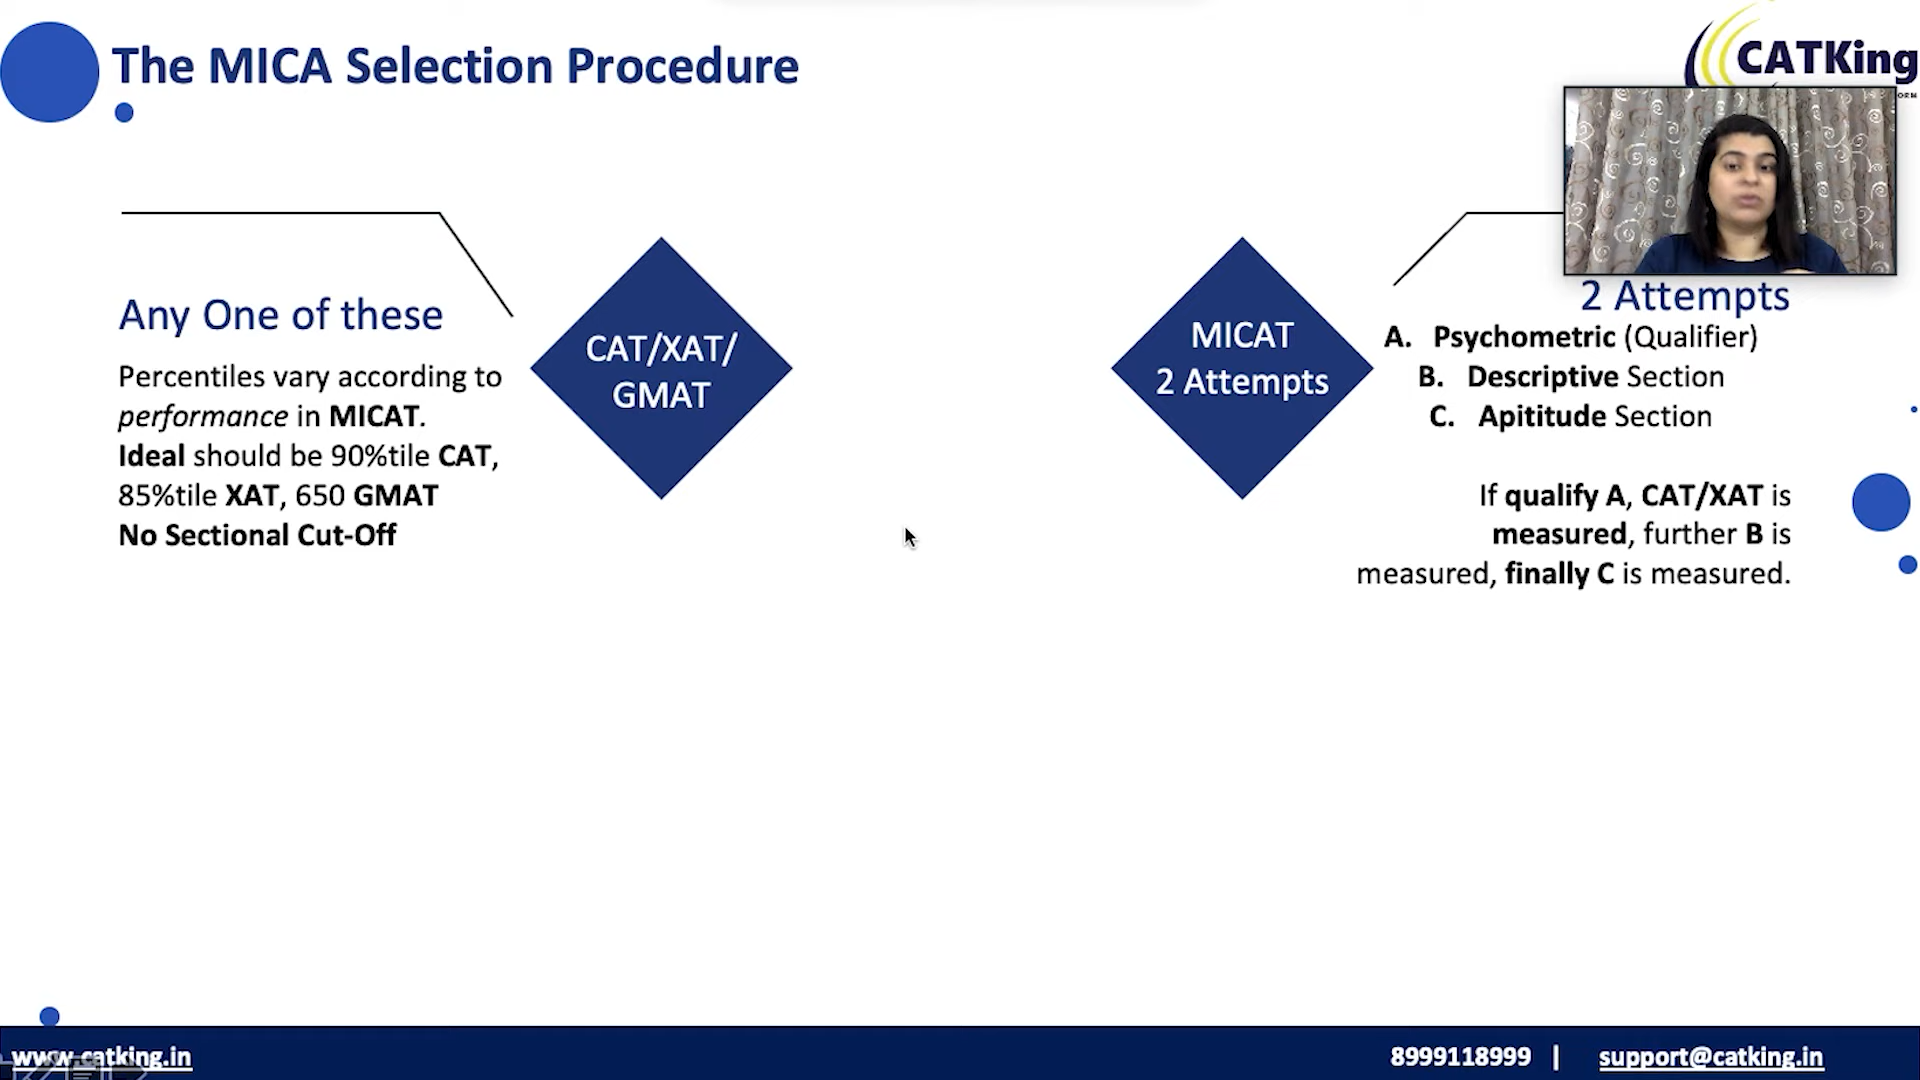 The MICA Selection Procedure
CATKing
Any One of these
Percentiles vary according to
performance in MICAT.
Ideal should be 90%tile CAT,
85%tile XAT, 650 GMAT
No Sectional Cut-Off
CAT/XAT/
GMAT
MICAT
2 Attempts
2 Attempts
A. Psychometric (Qualifier)
B. Descriptive Section
C. Apititude Section
If qualify A, CAT/XAT is
measured, further B is
measured, finally C is measured.
www.catking.in
8999118999 | support@catking.in